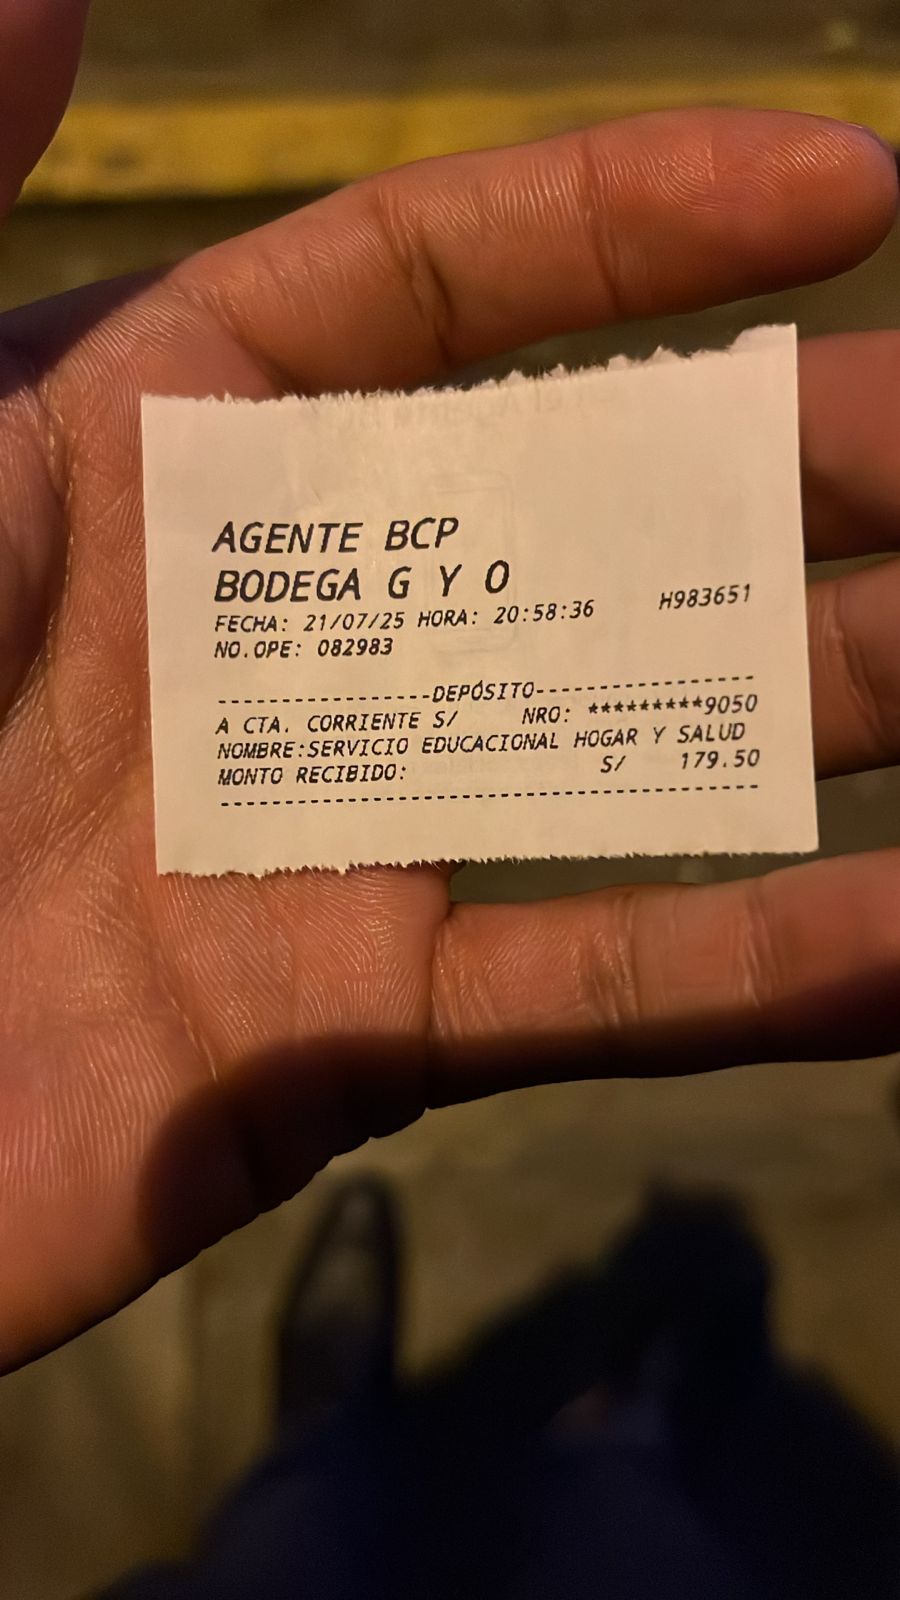 AGENTE BCP
BODEGA G Y O
FECHA: 21/07/25 HORA: 20:58:36 H983651
NO.OPE: 082983
-----------------DEPÓSITO-----------------
A CTA. CORRIENTE S/ NRO: *********9050
NOMBRE:SERVICIO EDUCACIONAL HOGAR Y SALUD
MONTO RECIBIDO: S/ 179.50
------------------------------------------